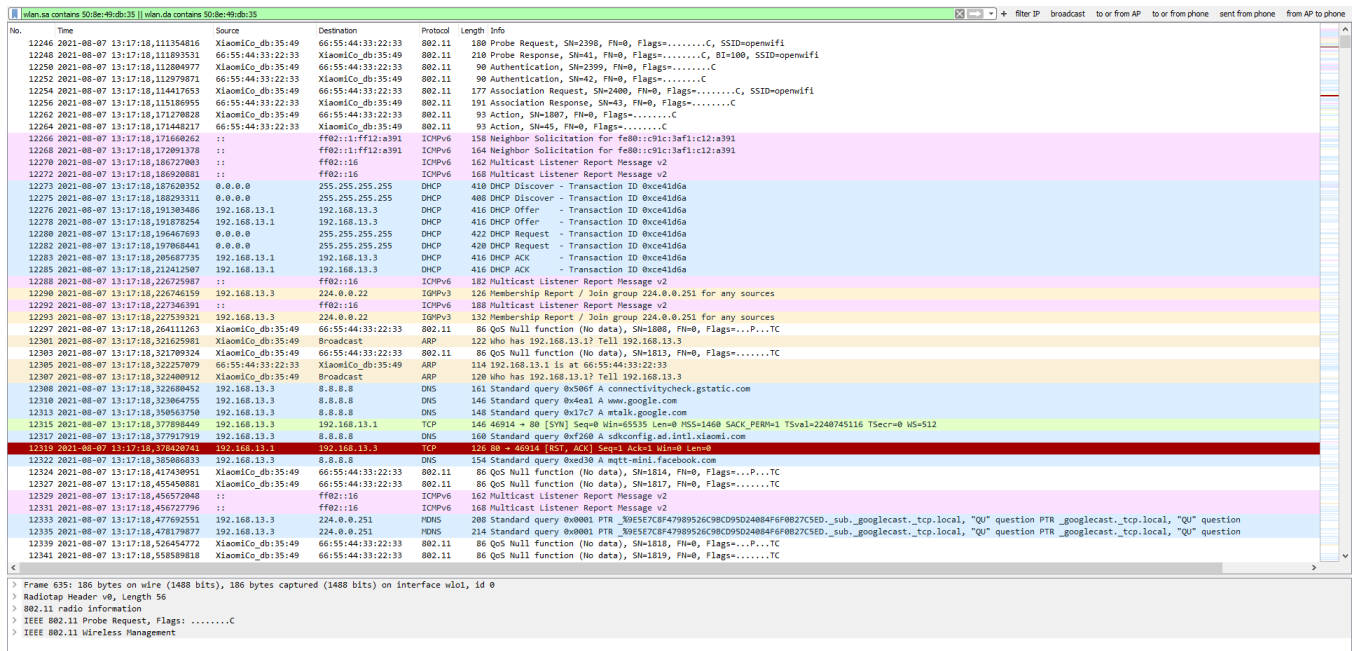 wlan.sa contains 50:8e:49:db:35 || wlan.da contains 50:8e:49:db:35 + filter IP broadcast to or from AP to or from phone sent from phone from AP to phone
No. Time Source Destination Protocol Length Info
12246 2021-08-07 13:17:18,111354816 XiaomiCo_db:35:49 66:55:44:33:22:33 802.11 180 Probe Request, SN=2398, FN=0, Flags=........C, SSID=openwifi
12248 2021-08-07 13:17:18,111893531 66:55:44:33:22:33 XiaomiCo_db:35:49 802.11 210 Probe Response, SN=41, FN=0, Flags=........C, BI=100, SSID=openwifi
12250 2021-08-07 13:17:18,112804977 XiaomiCo_db:35:49 66:55:44:33:22:33 802.11 90 Authentication, SN=2399, FN=0, Flags=........C
12252 2021-08-07 13:17:18,112979871 66:55:44:33:22:33 XiaomiCo_db:35:49 802.11 90 Authentication, SN=42, FN=0, Flags=........C
12254 2021-08-07 13:17:18,114417653 XiaomiCo_db:35:49 66:55:44:33:22:33 802.11 177 Association Request, SN=2400, FN=0, Flags=........C, SSID=openwifi
12256 2021-08-07 13:17:18,115186955 66:55:44:33:22:33 XiaomiCo_db:35:49 802.11 191 Association Response, SN=43, FN=0, Flags=........C
12262 2021-08-07 13:17:18,171270828 XiaomiCo_db:35:49 66:55:44:33:22:33 802.11 93 Action, SN=1807, FN=0, Flags=........C
12264 2021-08-07 13:17:18,171448217 66:55:44:33:22:33 XiaomiCo_db:35:49 802.11 93 Action, SN=45, FN=0, Flags=........C
12266 2021-08-07 13:17:18,171660262 :: ff02::1:ff12:a391 ICMPv6 158 Neighbor Solicitation for fe80::c91c:3af1:c12:a391
12268 2021-08-07 13:17:18,172091378 :: ff02::1:ff12:a391 ICMPv6 164 Neighbor Solicitation for fe80::c91c:3af1:c12:a391
12270 2021-08-07 13:17:18,186727003 :: ff02::16 ICMPv6 162 Multicast Listener Report Message v2
12272 2021-08-07 13:17:18,186920881 :: ff02::16 ICMPv6 168 Multicast Listener Report Message v2
12273 2021-08-07 13:17:18,187620352 0.0.0.0 255.255.255.255 DHCP 410 DHCP Discover - Transaction ID 0xce41d6a
12275 2021-08-07 13:17:18,188293311 0.0.0.0 255.255.255.255 DHCP 408 DHCP Discover - Transaction ID 0xce41d6a
12276 2021-08-07 13:17:18,191303486 192.168.13.1 192.168.13.3 DHCP 416 DHCP Offer - Transaction ID 0xce41d6a
12278 2021-08-07 13:17:18,191878254 192.168.13.1 192.168.13.3 DHCP 416 DHCP Offer - Transaction ID 0xce41d6a
12280 2021-08-07 13:17:18,196467693 0.0.0.0 255.255.255.255 DHCP 422 DHCP Request - Transaction ID 0xce41d6a
12282 2021-08-07 13:17:18,197068441 0.0.0.0 255.255.255.255 DHCP 420 DHCP Request - Transaction ID 0xce41d6a
12283 2021-08-07 13:17:18,205687735 192.168.13.1 192.168.13.3 DHCP 416 DHCP ACK - Transaction ID 0xce41d6a
12285 2021-08-07 13:17:18,212412507 192.168.13.1 192.168.13.3 DHCP 416 DHCP ACK - Transaction ID 0xce41d6a
12288 2021-08-07 13:17:18,226725987 :: ff02::16 ICMPv6 182 Multicast Listener Report Message v2
12290 2021-08-07 13:17:18,226746159 192.168.13.3 224.0.0.22 IGMPv3 126 Membership Report / Join group 224.0.0.251 for any sources
12292 2021-08-07 13:17:18,227346391 :: ff02::16 ICMPv6 188 Multicast Listener Report Message v2
12293 2021-08-07 13:17:18,227539321 192.168.13.3 224.0.0.22 IGMPv3 132 Membership Report / Join group 224.0.0.251 for any sources
12297 2021-08-07 13:17:18,264111263 XiaomiCo_db:35:49 66:55:44:33:22:33 802.11 86 QoS Null function (No data), SN=1808, FN=0, Flags=...P...TC
12301 2021-08-07 13:17:18,321625981 XiaomiCo_db:35:49 Broadcast ARP 122 Who has 192.168.13.1? Tell 192.168.13.3
12303 2021-08-07 13:17:18,321709324 XiaomiCo_db:35:49 66:55:44:33:22:33 802.11 86 QoS Null function (No data), SN=1813, FN=0, Flags=.......TC
12305 2021-08-07 13:17:18,322257079 66:55:44:33:22:33 XiaomiCo_db:35:49 ARP 114 192.168.13.1 is at 66:55:44:33:22:33
12307 2021-08-07 13:17:18,322400912 XiaomiCo_db:35:49 Broadcast ARP 120 Who has 192.168.13.1? Tell 192.168.13.3
12308 2021-08-07 13:17:18,322680452 192.168.13.3 8.8.8.8 DNS 161 Standard query 0x506f A connectivitycheck.gstatic.com
12310 2021-08-07 13:17:18,323064755 192.168.13.3 8.8.8.8 DNS 146 Standard query 0x4ea1 A www.google.com
12313 2021-08-07 13:17:18,350563750 192.168.13.3 8.8.8.8 DNS 148 Standard query 0x17c7 A mtalk.google.com
12315 2021-08-07 13:17:18,377898449 192.168.13.3 192.168.13.1 TCP 146 46914 → 80 [SYN] Seq=0 Win=65535 Len=0 MSS=1460 SACK_PERM=1 TSval=2240745116 TSecr=0 WS=512
12317 2021-08-07 13:17:18,377917919 192.168.13.3 8.8.8.8 DNS 160 Standard query 0xf260 A sdkconfig.ad.intl.xiaomi.com
12319 2021-08-07 13:17:18,378420741 192.168.13.1 192.168.13.3 TCP 126 80 → 46914 [RST, ACK] Seq=1 Ack=1 Win=0 Len=0
12322 2021-08-07 13:17:18,385086833 192.168.13.3 8.8.8.8 DNS 154 Standard query 0xed30 A mqtt-mini.facebook.com
12324 2021-08-07 13:17:18,417430951 XiaomiCo_db:35:49 66:55:44:33:22:33 802.11 86 QoS Null function (No data), SN=1814, FN=0, Flags=...P...TC
12327 2021-08-07 13:17:18,455450881 XiaomiCo_db:35:49 66:55:44:33:22:33 802.11 86 QoS Null function (No data), SN=1817, FN=0, Flags=.......TC
12329 2021-08-07 13:17:18,456572048 :: ff02::16 ICMPv6 162 Multicast Listener Report Message v2
12331 2021-08-07 13:17:18,456727796 :: ff02::16 ICMPv6 168 Multicast Listener Report Message v2
12333 2021-08-07 13:17:18,477692551 192.168.13.3 224.0.0.251 MDNS 208 Standard query 0x0001 PTR _%9E5E7C8F47989526C9BCD95D24084F6F0B27C5ED._sub._googlecast._tcp.local, "QU" question PTR _googlecast._tcp.local, "QU" question
12335 2021-08-07 13:17:18,478179877 192.168.13.3 224.0.0.251 MDNS 214 Standard query 0x0001 PTR _%9E5E7C8F47989526C9BCD95D24084F6F0B27C5ED._sub._googlecast._tcp.local, "QU" question PTR _googlecast._tcp.local, "QU" question
12339 2021-08-07 13:17:18,526454772 XiaomiCo_db:35:49 66:55:44:33:22:33 802.11 86 QoS Null function (No data), SN=1818, FN=0, Flags=...P...TC
12341 2021-08-07 13:17:18,558589818 XiaomiCo_db:35:49 66:55:44:33:22:33 802.11 86 QoS Null function (No data), SN=1819, FN=0, Flags=.......TC
> Frame 635: 186 bytes on wire (1488 bits), 186 bytes captured (1488 bits) on interface wlo1, id 0
> Radiotap Header v0, Length 56
> 802.11 radio information
> IEEE 802.11 Probe Request, Flags: ........C
> IEEE 802.11 Wireless Management